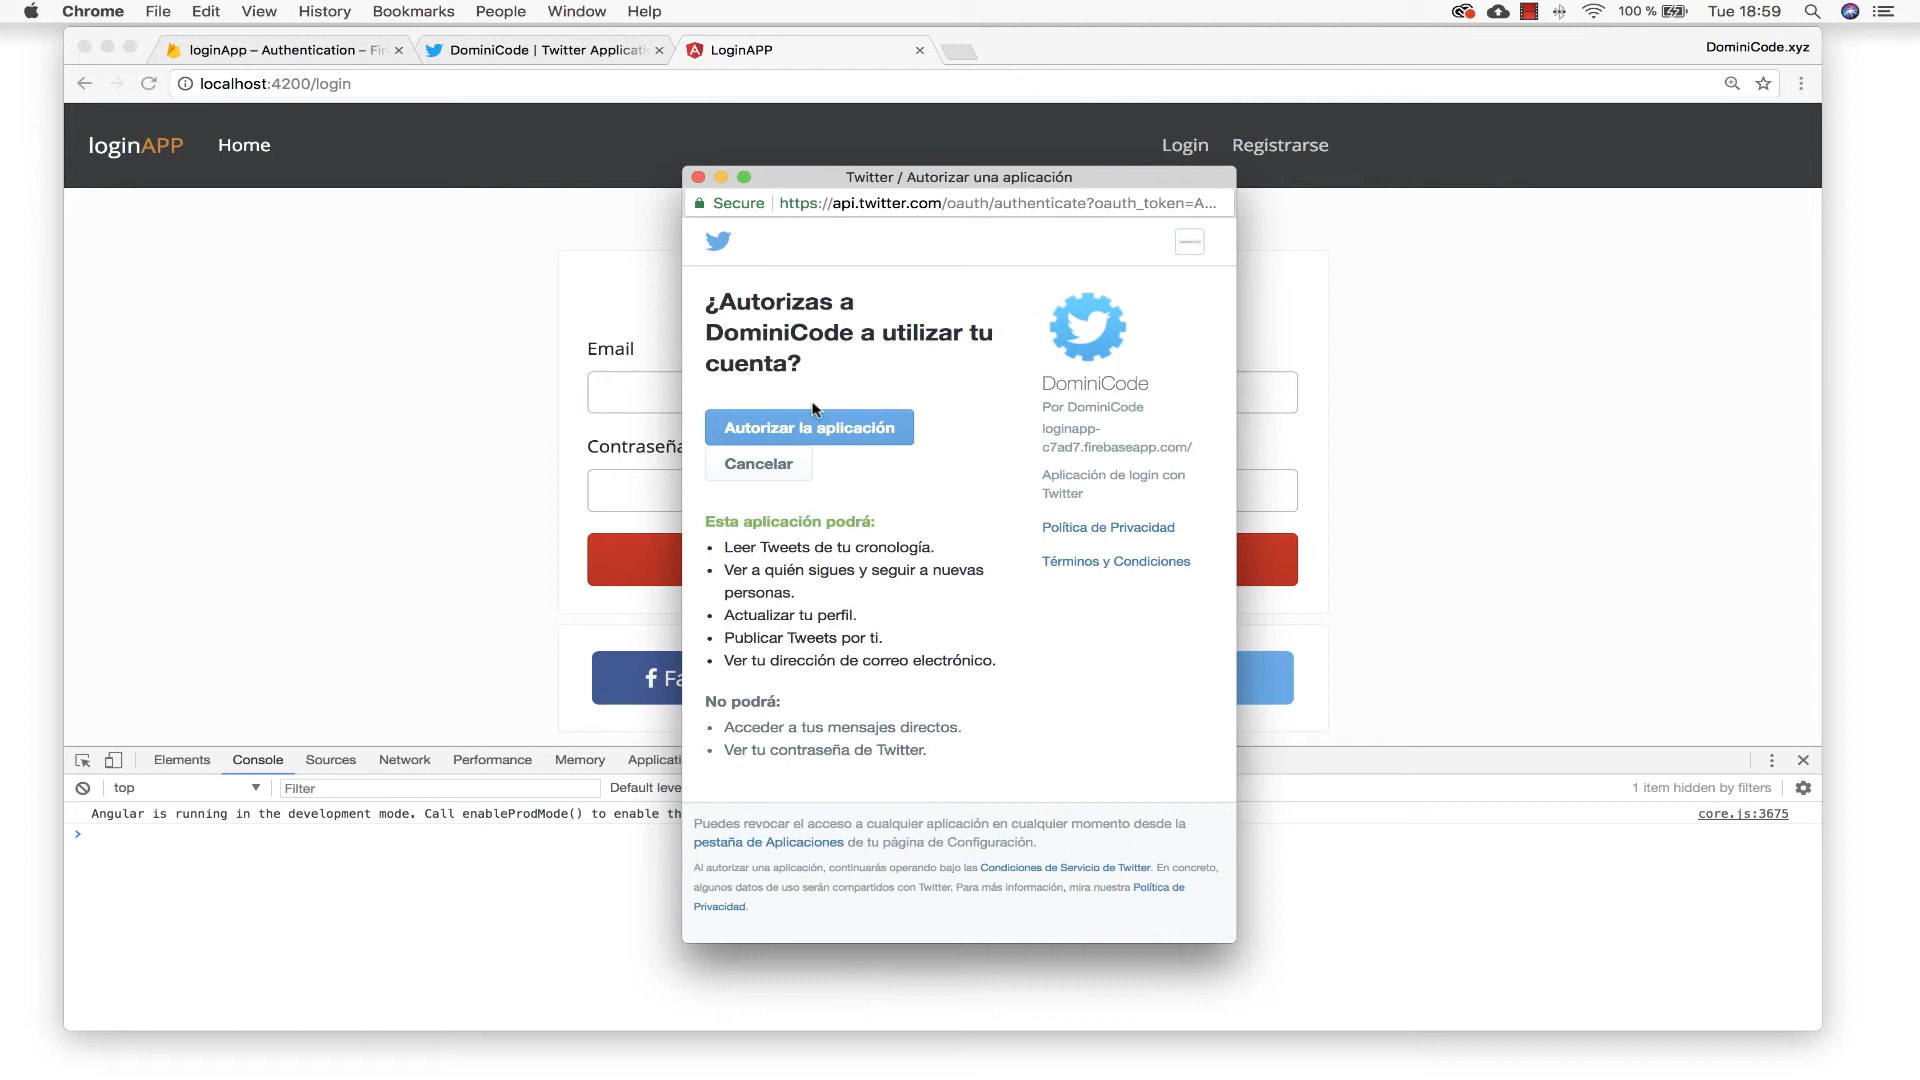 Chrome File Edit View History Bookmarks People Window Help 100 % Tue 18:59
loginApp – Authentication – Fir
DominiCode | Twitter Applicati
LoginAPP
DominiCode.xyz
localhost:4200/login
loginAPP Home Login Registrarse
Twitter / Autorizar una aplicación
Secure https://api.twitter.com/oauth/authenticate?oauth_token=A...
¿Autorizas a
DominiCode a utilizar tu
cuenta?
Autorizar la aplicación
Cancelar
Esta aplicación podrá:
• Leer Tweets de tu cronología.
• Ver a quién sigues y seguir a nuevas
personas.
• Actualizar tu perfil.
• Publicar Tweets por ti.
• Ver tu dirección de correo electrónico.
No podrá:
• Acceder a tus mensajes directos.
• Ver tu contraseña de Twitter.
DominiCode
Por DominiCode
loginapp-
c7ad7.firebaseapp.com/
Aplicación de login con
Twitter
Política de Privacidad
Términos y Condiciones
Puedes revocar el acceso a cualquier aplicación en cualquier momento desde la
pestaña de Aplicaciones de tu página de Configuración.
Al autorizar una aplicación, continuarás operando bajo las Condiciones de Servicio de Twitter. En concreto,
algunos datos de uso serán compartidos con Twitter. Para más información, mira nuestra Política de
Privacidad.
Email
Contraseña
f Fa
Elements Console Sources Network Performance Memory Applicati
top Filter Default leve 1 item hidden by filters
Angular is running in the development mode. Call enableProdMode() to enable th core.js:3675